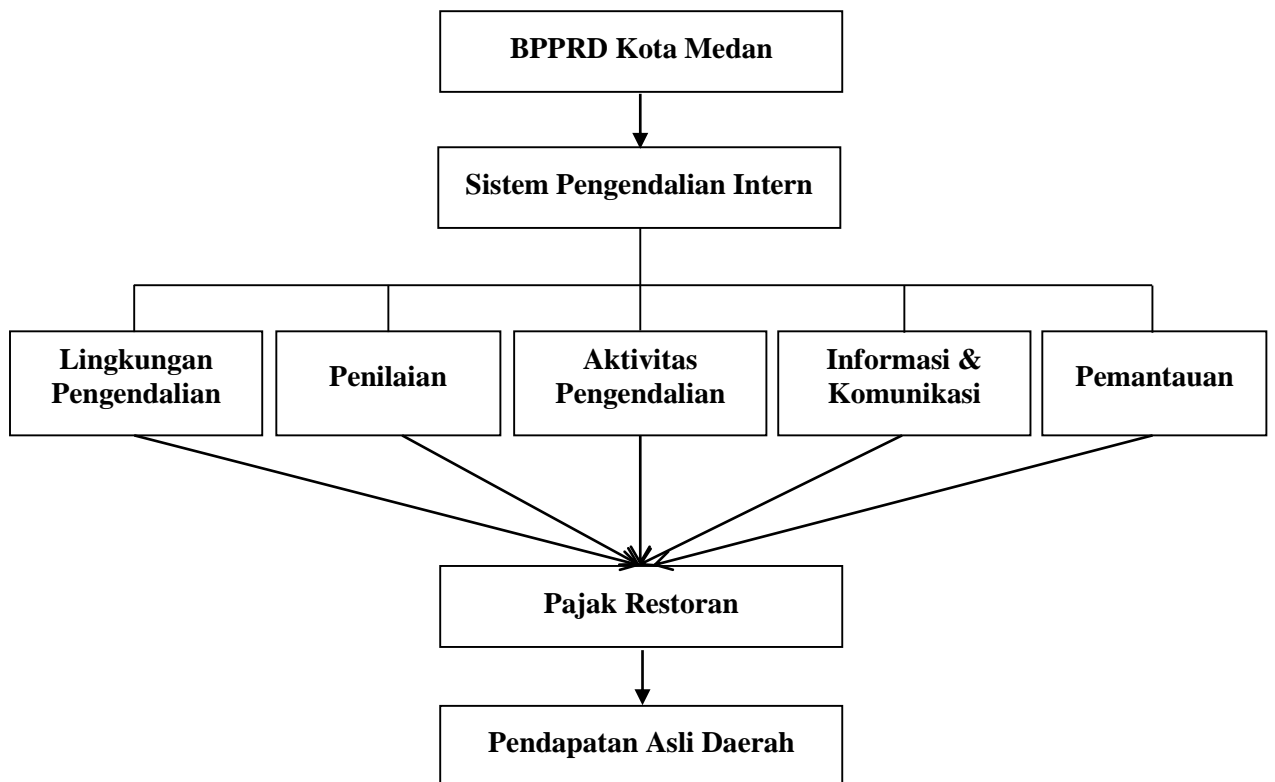 BPPRD Kota Medan
Sistem Pengendalian Intern
Lingkungan
Pengendalian
Penilaian
Aktivitas
Pengendalian
Informasi &
Komunikasi
Pemantauan
Pajak Restoran
Pendapatan Asli Daerah